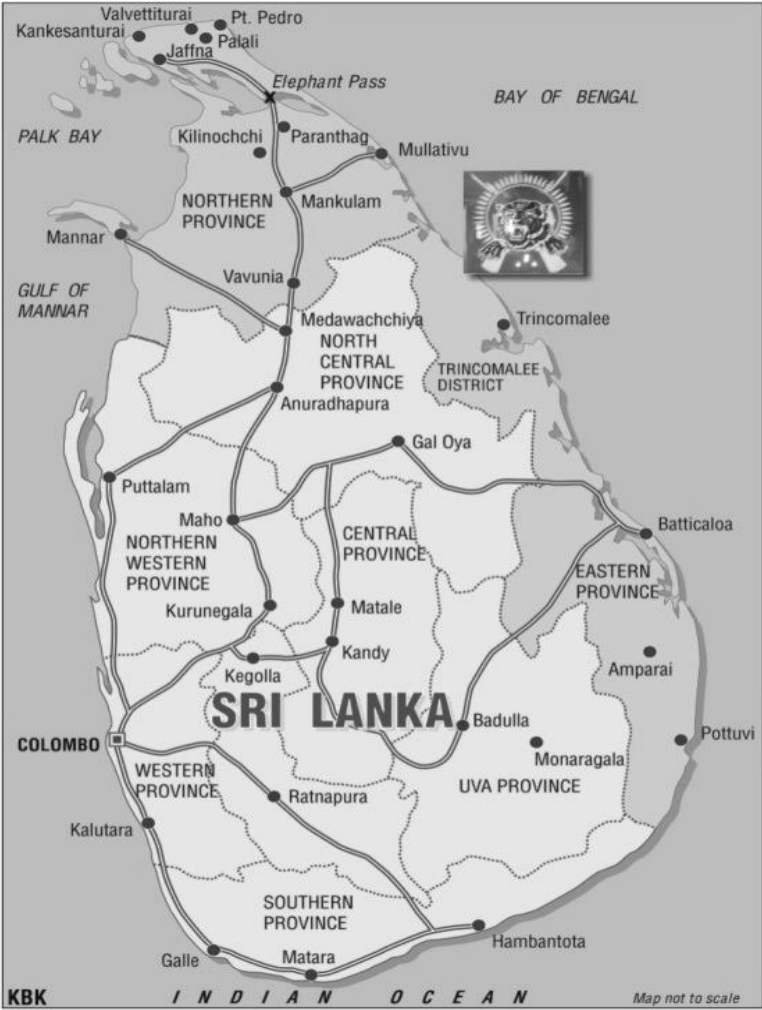 Valvettiturai
Pt. Pedro
Kankesanturai
Palali
Jaffna
Elephant Pass
BAY OF BENGAL
PALK BAY
Kilinochchi
Paranthag
Mullativu
NORTHERN
PROVINCE
Mankulam
Mannar
Vavunia
GULF OF
MANNAR
Medawachchiya
Trincomalee
NORTH
CENTRAL
PROVINCE
TRINCOMALEE
DISTRICT
Anuradhapura
Gal Oya
Puttalam
Maho
Batticaloa
NORTHERN
WESTERN
PROVINCE
CENTRAL
PROVINCE
EASTERN
PROVINCE
Kurunegala
Matale
Kandy
Kegolla
Amparai
SRI LANKA
Badulla
Pottuvi
COLOMBO
Monaragala
WESTERN
PROVINCE
UVA PROVINCE
Ratnapura
Kalutara
SOUTHERN
PROVINCE
Hambantota
Galle
Matara
KBK
INDIAN OCEAN
Map not to scale